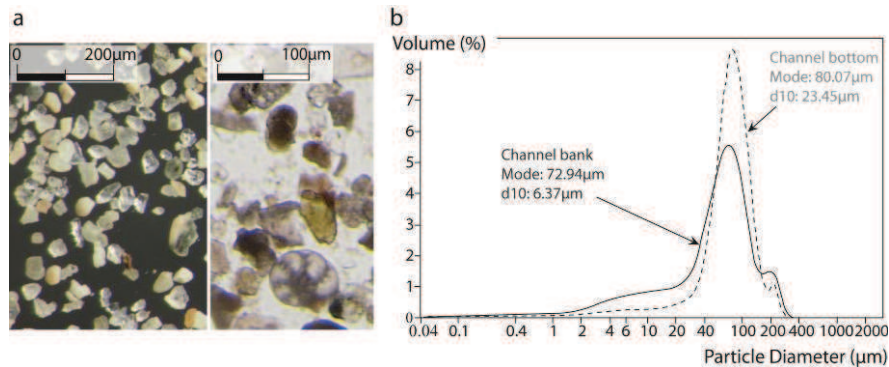 a
0 200μm
0 100μm
b
Volume (%)
8
7
6
5
4
3
2
1
0
Channel bottom
Mode: 80.07μm
d10: 23.45μm
Channel bank
Mode: 72.94μm
d10: 6.37μm
0.04 0.1 0.4 1 2 4 6 10 20 40 100 200 400 1000 2000
Particle Diameter (μm)